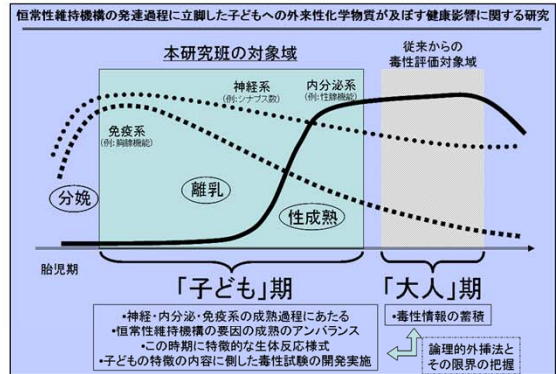 恒常性維持機構の発達過程に立脚した子どもへの外来性化学物質が及ぼす健康影響に関する研究
本研究班の対象域
従来からの
毒性評価対象域
神経系
(例:シナプス数)
内分泌系
(例:性腺機能)
免疫系
(例:胸腺機能)
分娩
離乳
性成熟
胎児期
「子ども」期
「大人」期
・神経・内分泌・免疫系の成熟過程にあたる
・恒常性維持機構の要因の成熟のアンバランス
・この時期に特徴的な生体反応様式
・子どもの特徴の内容に則した毒性試験の開発実施
・毒性情報の蓄積
論理的外挿法と
その限界の把握